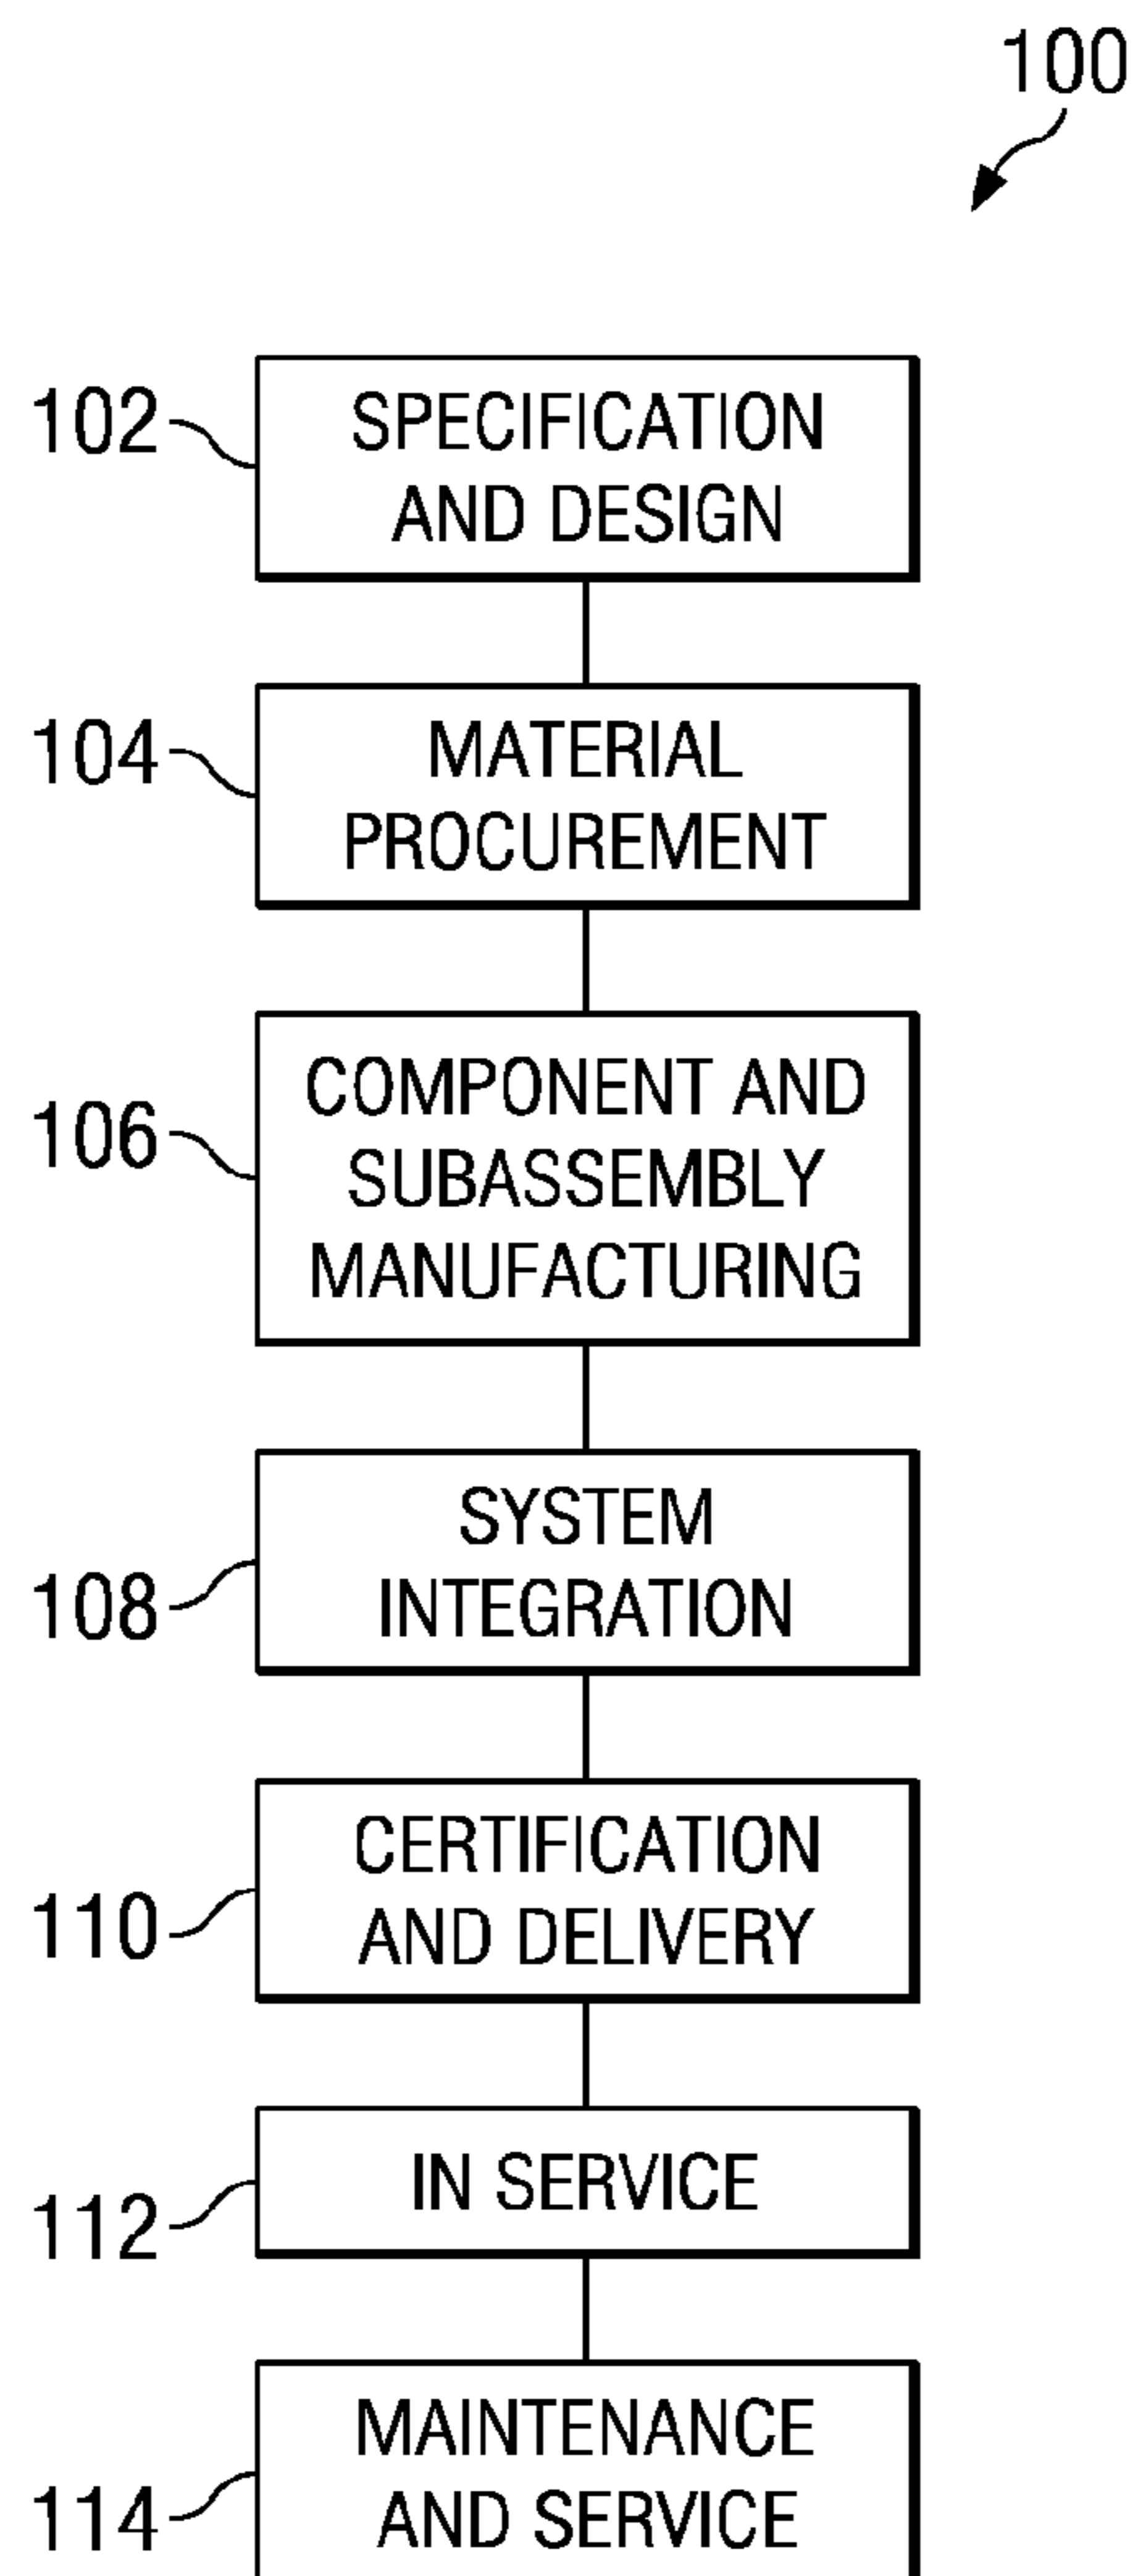 100
102
SPECIFICATION
AND DESIGN
104
MATERIAL
PROCUREMENT
106
COMPONENT AND
SUBASSEMBLY
MANUFACTURING
108
SYSTEM
INTEGRATION
110
CERTIFICATION
AND DELIVERY
112
IN SERVICE
114
MAINTENANCE
AND SERVICE